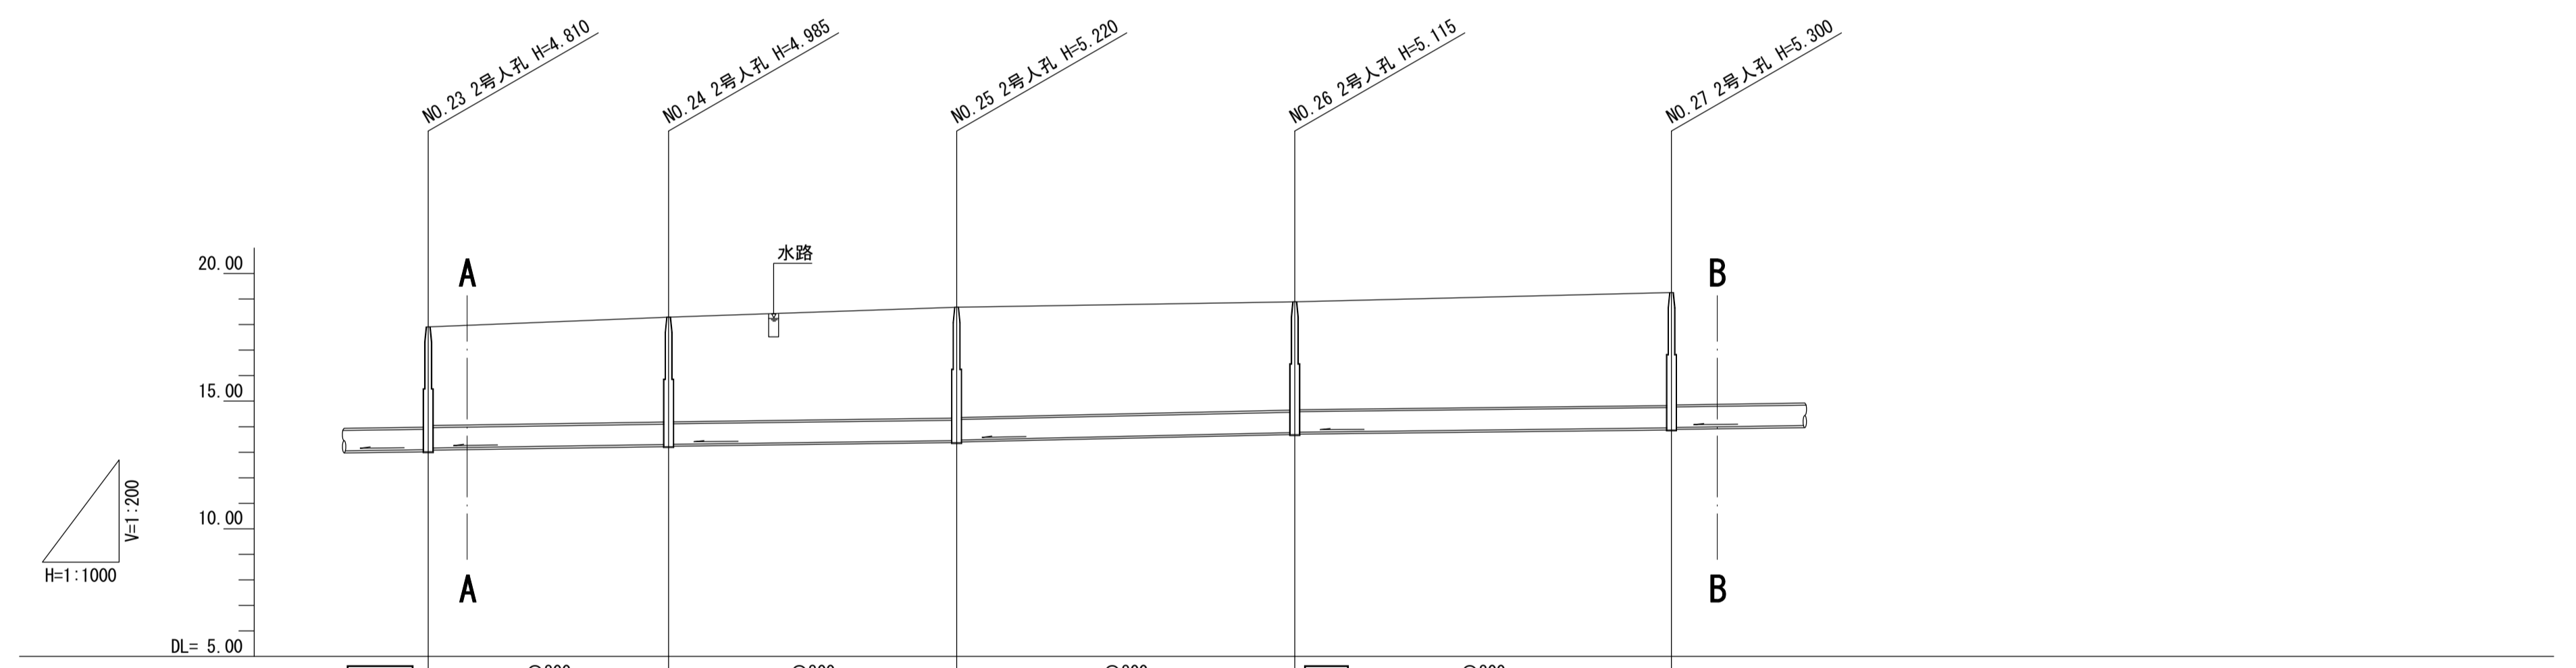 NO.23 2号人孔 H=4.810
NO.24 2号人孔 H=4.985
NO.25 2号人孔 H=5.220
NO.26 2号人孔 H=5.115
NO.27 2号人孔 H=5.300
水路
A
B
20.00
15.00
10.00
V=1:200
H=1:1000
A
B
DL= 5.00